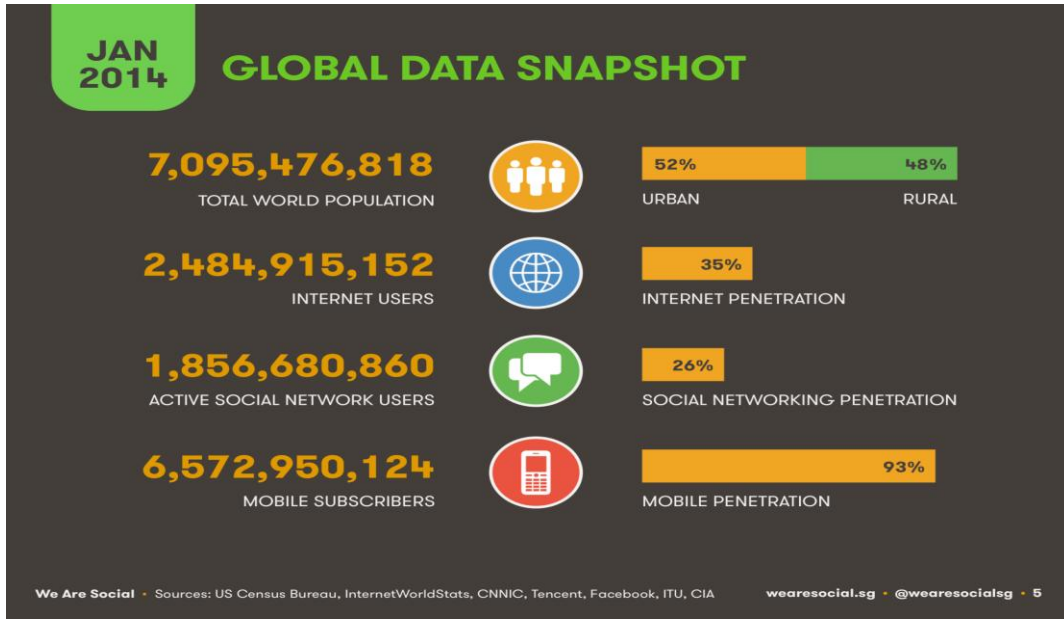 JAN
2014
GLOBAL DATA SNAPSHOT
7,095,476,818
TOTAL WORLD POPULATION
52%
48%
URBAN
RURAL
2,484,915,152
INTERNET USERS
35%
INTERNET PENETRATION
1,856,680,860
ACTIVE SOCIAL NETWORK USERS
26%
SOCIAL NETWORKING PENETRATION
6,572,950,124
MOBILE SUBSCRIBERS
93%
MOBILE PENETRATION
We Are Social • Sources: US Census Bureau, InternetWorldStats, CNNIC, Tencent, Facebook, ITU, CIA
wearesocial.sg • @wearesocialsg • 5